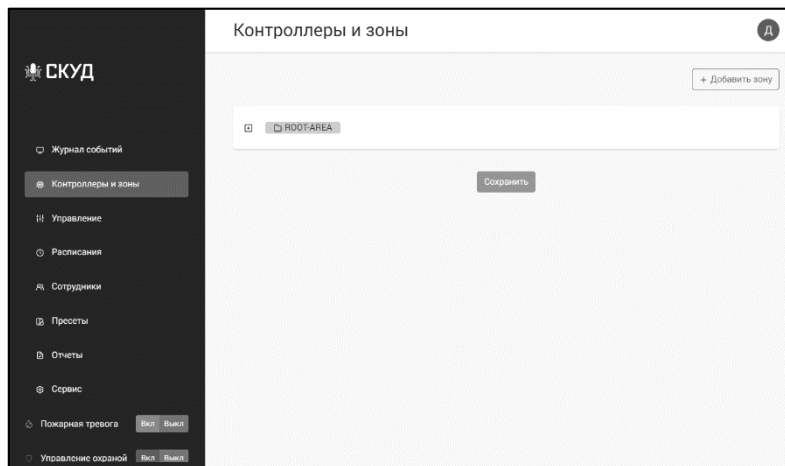 Контроллеры и зоны
Д
СКУД
+ Добавить зону
ROOT-AREA
Сохранить
Журнал событий
Контроллеры и зоны
Управление
Расписания
Сотрудники
Пресеты
Отчеты
Сервис
Пожарная тревога Вкл Выкл
Управление охраной Вкл Выкл